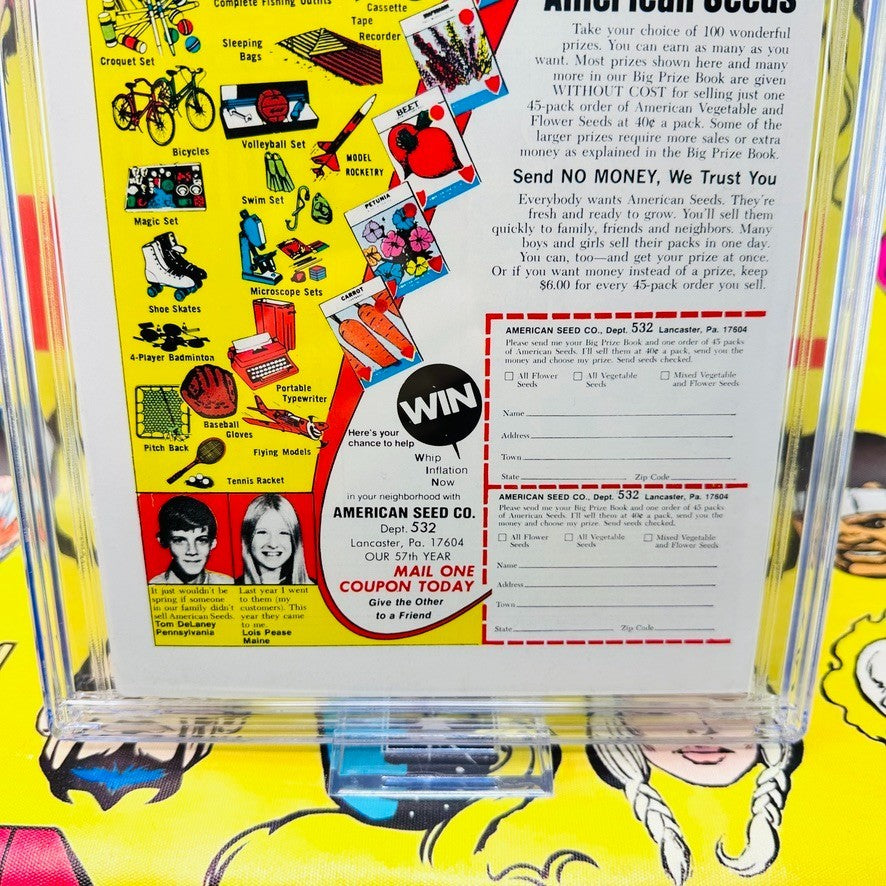 Complete Fishing Outfits
Cassette
Tape
Recorder
Croquet Set
Sleeping
Bags
Bicycles
Volleyball Set
MODEL
ROCKETRY
Swim Set
Magic Set
Microscope Sets
Shoe Skates
4-Player Badminton
Portable
Typewriter
Baseball
Gloves
Pitch Back
Flying Models
Tennis Racket
BEET
PETUNIA
CARROT
American Seeds
Take your choice of 100 wonderful
prizes. You can earn as many as you
want. Most prizes shown here and many
more in our Big Prize Book are given
WITHOUT COST for selling just one
45-pack order of American Vegetable and
Flower Seeds at 40¢ a pack. Some of the
larger prizes require more sales or extra
money as explained in the Big Prize Book.
Send NO MONEY, We Trust You
Everybody wants American Seeds. They're
fresh and ready to grow. You'll sell them
quickly to family, friends and neighbors. Many
boys and girls sell their packs in one day.
You can, too—and get your prize at once.
Or if you want money instead of a prize, keep
$6.00 for every 45-pack order you sell.
WIN
Here's your
chance to help
Whip
Inflation
Now
in your neighborhood with
AMERICAN SEED CO.
Dept. 532
Lancaster, Pa. 17604
OUR 57th YEAR
MAIL ONE
COUPON TODAY
Give the Other
to a Friend
It just wouldn't be
spring if someone
in our family didn't
sell American Seeds.
Tom DeLaney
Pennsylvania
Last year I went
to them (my
customers). This
year they came
to me.
Lois Pease
Maine
AMERICAN SEED CO., Dept. 532 Lancaster, Pa. 17604
Please send me your Big Prize Book and one order of 45 packs
of American Seeds. I'll sell them at 40¢ a pack, send you the
money and choose my prize. Send seeds checked.
All Flower
Seeds
All Vegetable
Seeds
Mixed Vegetable
and Flower Seeds
Name
Address
Town
State Zip Code
AMERICAN SEED CO., Dept. 532 Lancaster, Pa. 17604
Please send me your Big Prize Book and one order of 45 packs
of American Seeds. I'll sell them at 40¢ a pack, send you the
money and choose my prize. Send seeds checked.
All Flower
Seeds
All Vegetable
Seeds
Mixed Vegetable
and Flower Seeds
Name
Address
Town
State Zip Code